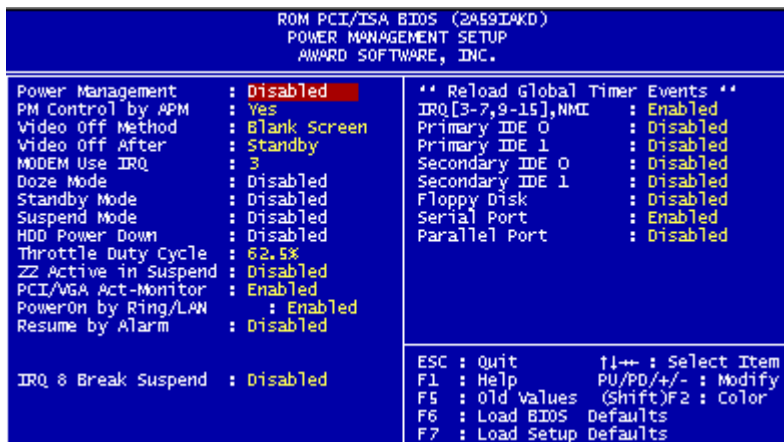 ROM PCI/ISA BIOS (2A59IAKD)
POWER MANAGEMENT SETUP
AWARD SOFTWARE, INC.
Power Management : Disabled
PM Control by APM : Yes
Video Off Method : Blank Screen
Video Off After : Standby
MODEM Use IRQ : 3
Doze Mode : Disabled
Standby Mode : Disabled
Suspend Mode : Disabled
HDD Power Down : Disabled
Throttle Duty Cycle : 62.5%
ZZ Active in Suspend : Disabled
PCI/VGA Act-Monitor : Enabled
PowerOn by Ring/LAN : Enabled
Resume by Alarm : Disabled
IRQ 8 Break Suspend : Disabled
'' Reload Global Timer Events ''
IRQ[3-7,9-15],NMI : Enabled
Primary IDE 0 : Disabled
Primary IDE 1 : Disabled
Secondary IDE 0 : Disabled
Secondary IDE 1 : Disabled
Floppy Disk : Disabled
Serial Port : Enabled
Parallel Port : Disabled
ESC : Quit ↑↓→← : Select Item
F1 : Help PU/PD/+/- : Modify
F5 : Old Values (Shift)F2 : Color
F6 : Load BIOS Defaults
F7 : Load Setup Defaults